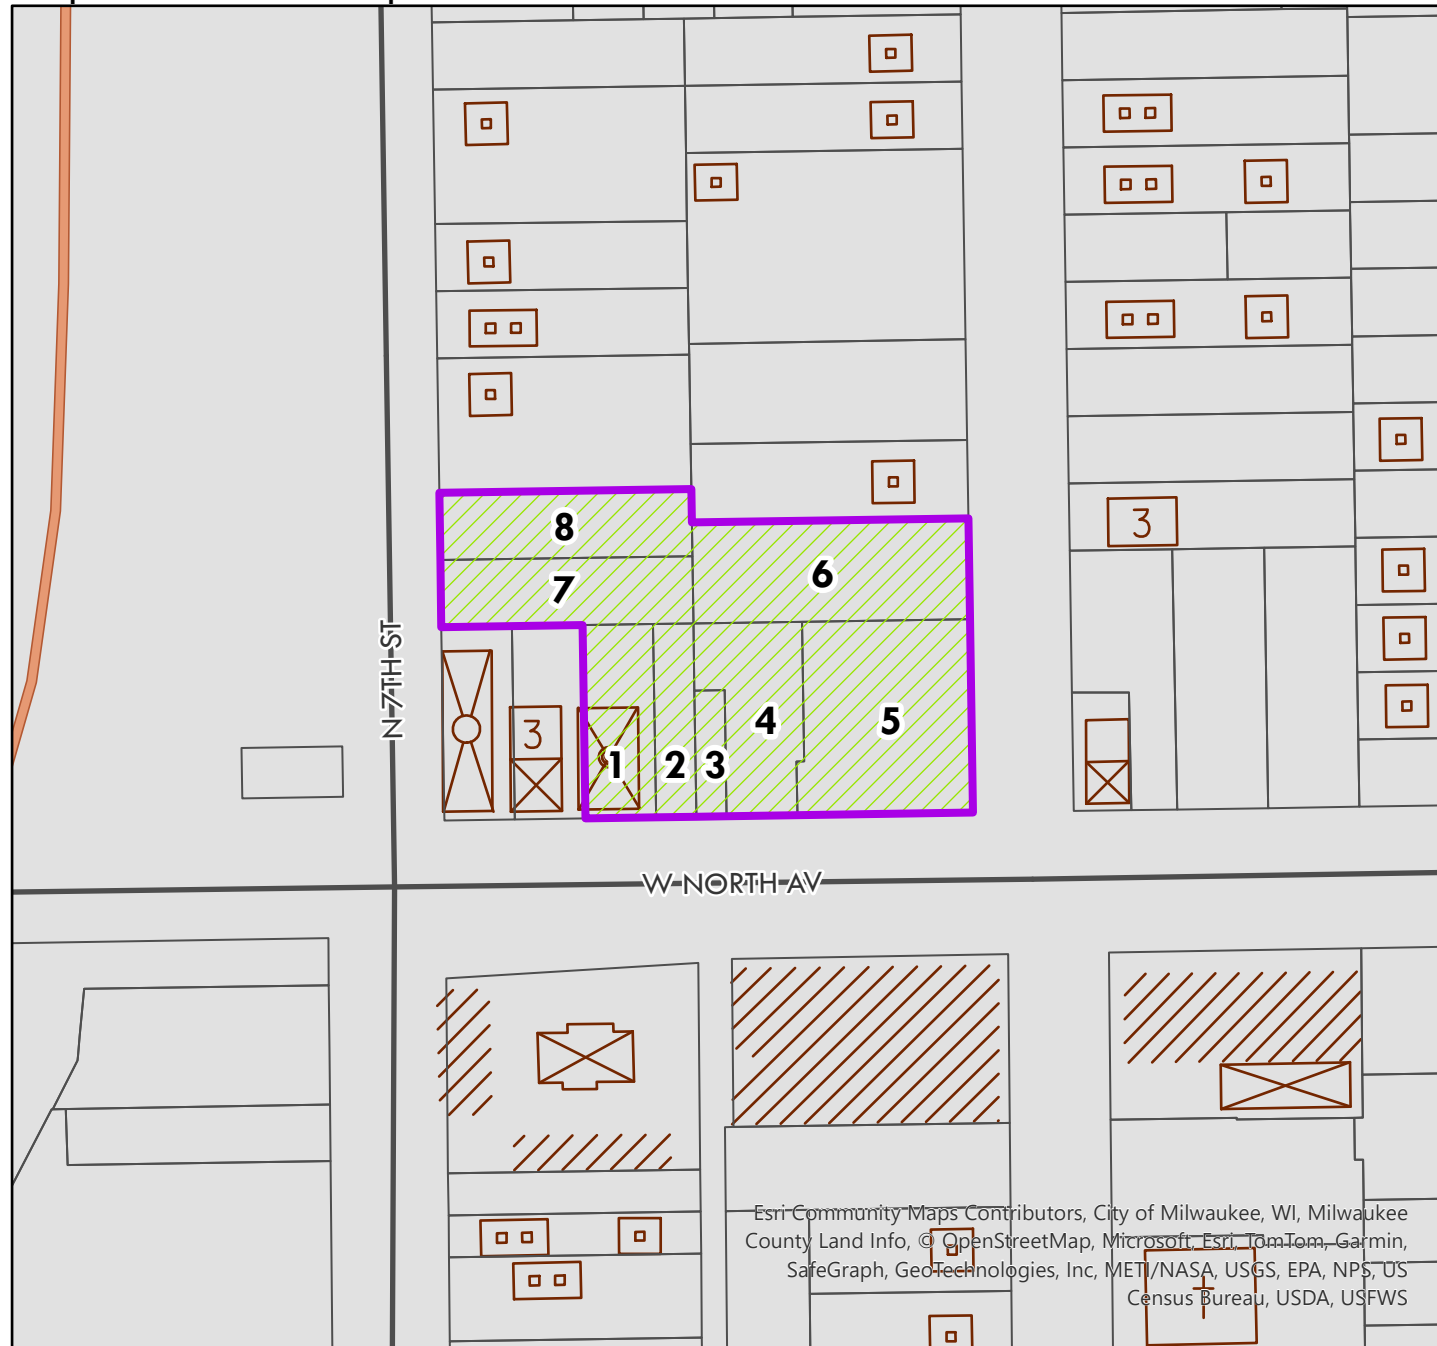 3
8
6
7
N 7TH ST
4
5
3
1
2
3
W NORTH AV
Esri Community Maps Contributors, City of Milwaukee, WI, Milwaukee
County Land Info, © OpenStreetMap, Microsoft, Esri, TomTom, Garmin,
SafeGraph, GeoTechnologies, Inc, METI/NASA, USGS, EPA, NPS, US
Census Bureau, USDA, USFWS